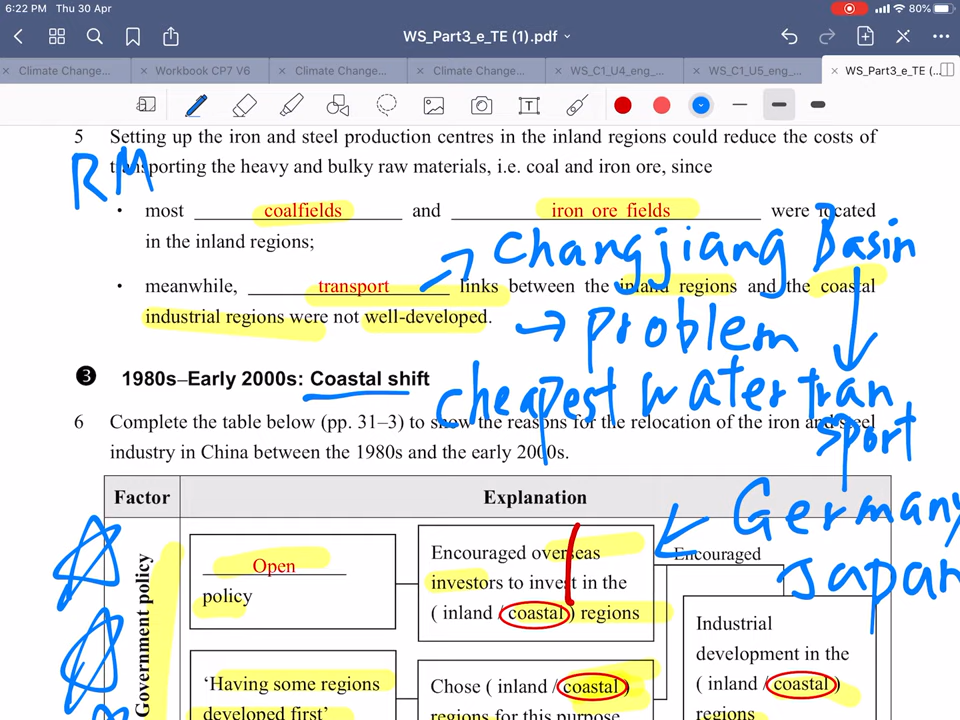 6:22 PM Thu 30 Apr
80%
WS_Part3_e_TE (1).pdf
Climate Change...
Workbook CP7 V6
Climate Change...
Climate Change...
WS_C1_U4_eng_...
WS_C1_U5_eng_...
WS_Part3_e_TE (...
5 Setting up the iron and steel production centres in the inland regions could reduce the costs of
transporting the heavy and bulky raw materials, i.e. coal and iron ore, since
RM
• most coalfields and iron ore fields were located
in the inland regions;
Changjiang Basin
• meanwhile, transport links between the inland regions and the coastal
industrial regions were not well-developed.
→ problem
3 1980s–Early 2000s: Coastal shift
cheapest water tran
sport
6 Complete the table below (pp. 31–3) to show the reasons for the relocation of the iron and steel
industry in China between the 1980s and the early 2000s.
Factor Explanation
Germany
Japan
Government policy
Open
policy
Encouraged overseas
investors to invest in the
( inland / coastal ) regions
Encouraged
Industrial
development in the
( inland / coastal )
regions
‘Having some regions
developed first’
Chose ( inland / coastal )
regions for this purpose